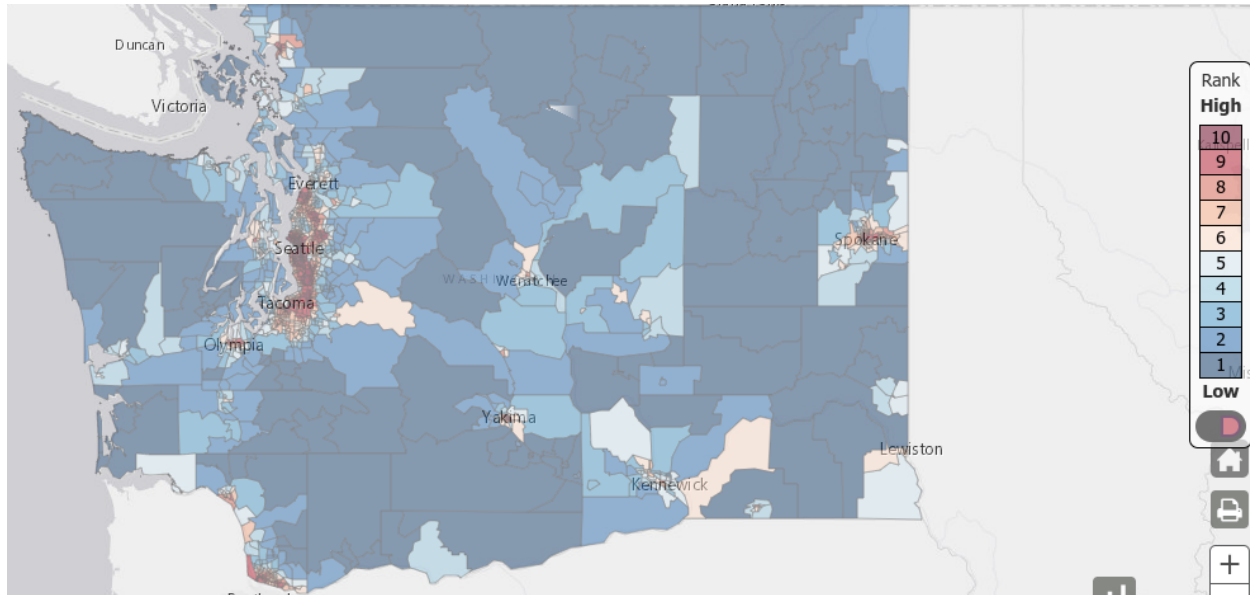 Duncan
Victoria
Everett
Seattle
Tacoma
Olympia
Wenatchee
Yakima
Kennewick
Spokane
Lewiston
Rank
High
10
9
8
7
6
5
4
3
2
1
Low
+